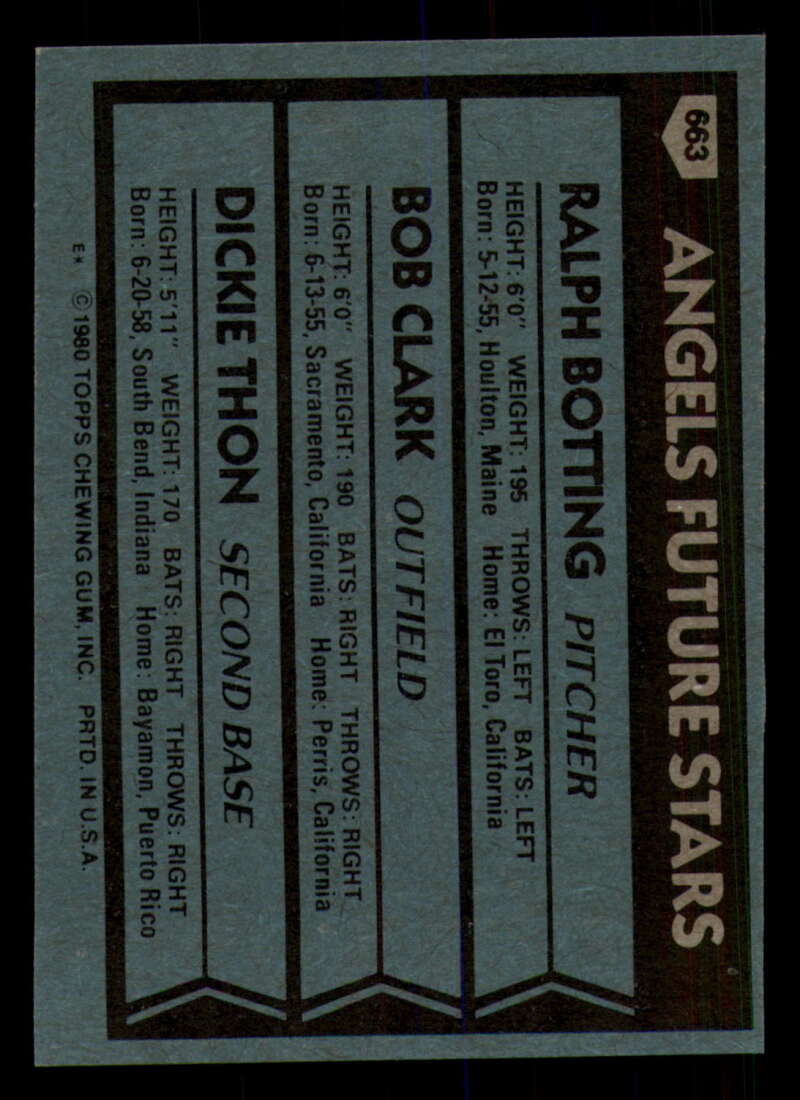 663
ANGELS FUTURE STARS
RALPH BOTTING PITCHER
HEIGHT: 6'0" WEIGHT: 195 THROWS: LEFT BATS: LEFT
Born: 5-12-55, Houlton, Maine Home: El Toro, California
BOB CLARK OUTFIELD
HEIGHT: 6'0" WEIGHT: 190 BATS: RIGHT THROWS: RIGHT
Born: 6-13-55, Sacramento, California Home: Perris, California
DICKIE THON SECOND BASE
HEIGHT: 5'11" WEIGHT: 170 BATS: RIGHT THROWS: RIGHT
Born: 6-20-58, South Bend, Indiana Home: Bayamon, Puerto Rico
E* © 1980 TOPPS CHEWING GUM, INC. PRTD. IN U.S.A.